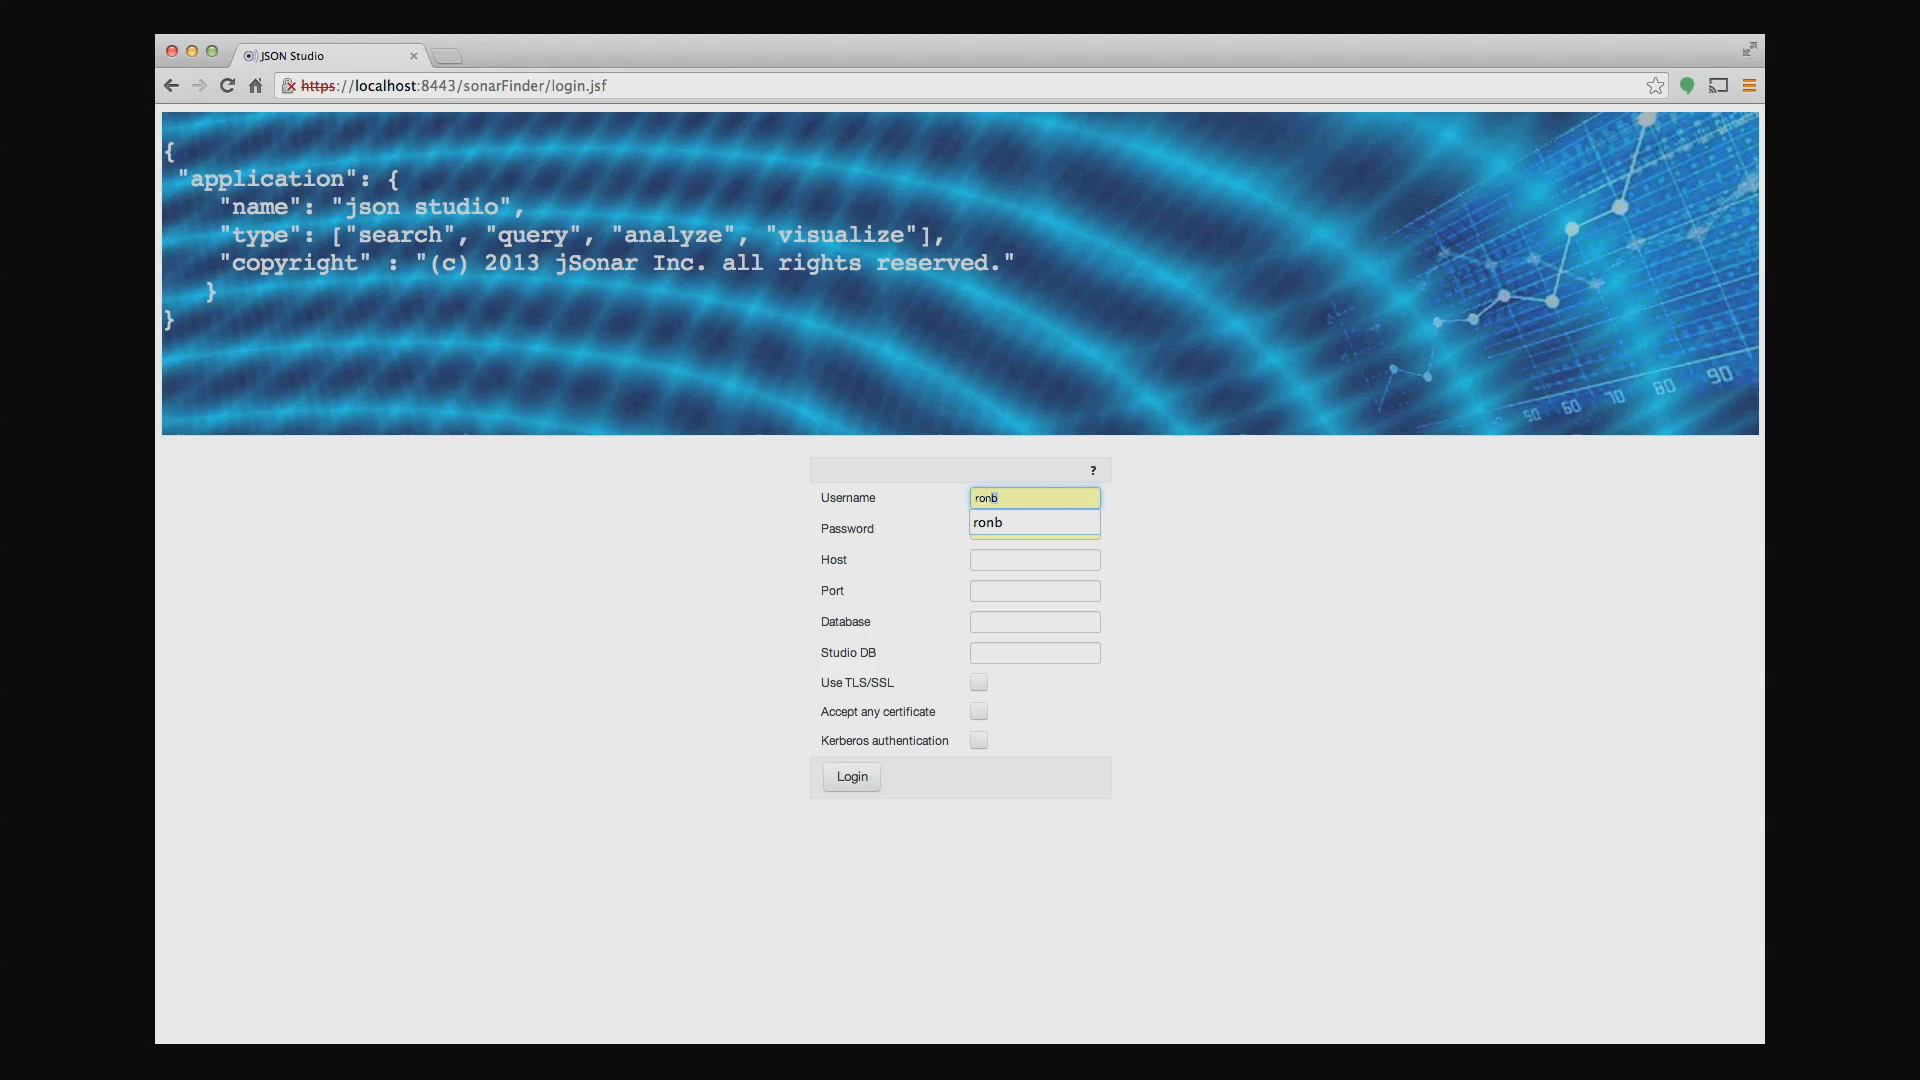 JSON Studio
https://localhost:8443/sonarFinder/login.jsf
{
"application": {
"name": "json studio",
"type": ["search", "query", "analyze", "visualize"],
"copyright" : "(c) 2013 jSonar Inc. all rights reserved."
}
}
50 60 70 80 90
?
Username ronb
ronb
Password
Host
Port
Database
Studio DB
Use TLS/SSL
Accept any certificate
Kerberos authentication
Login